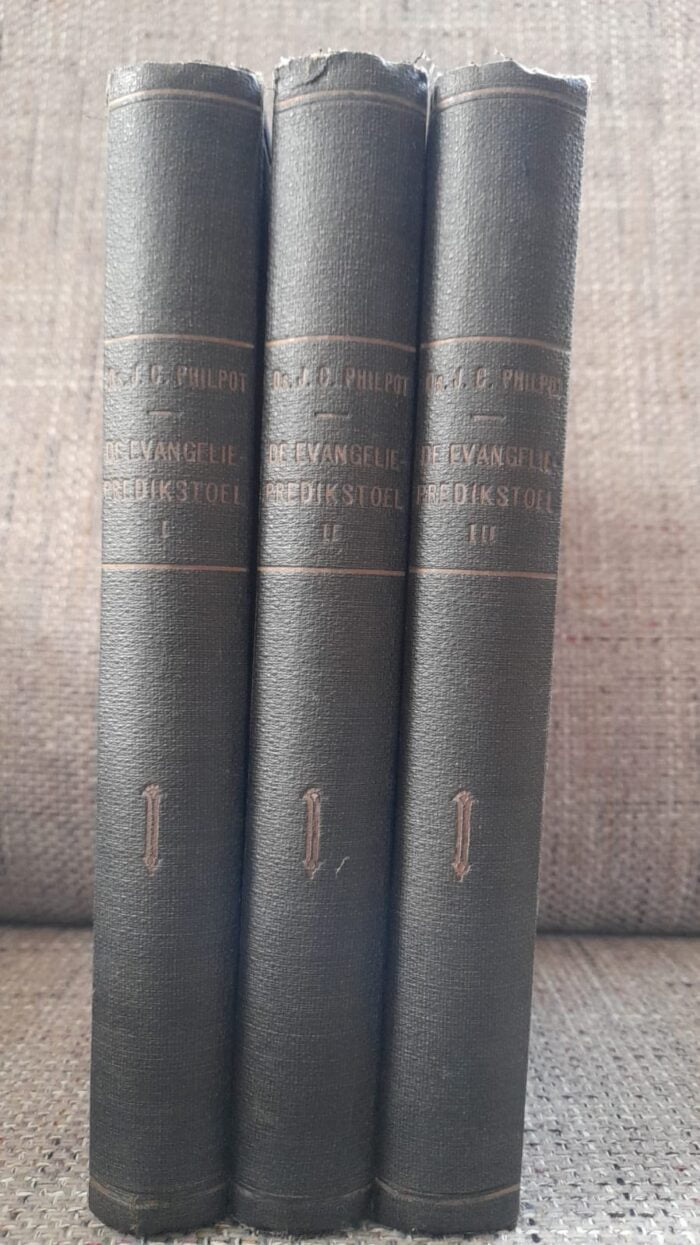 Ds. J. C. PHILPOT
DE EVANGELIE-
PREDIKSTOEL
I
Ds. J. C. PHILPOT
DE EVANGELIE-
PREDIKSTOEL
II
Ds. J. C. PHILPOT
DE EVANGELIE-
PREDIKSTOEL
III